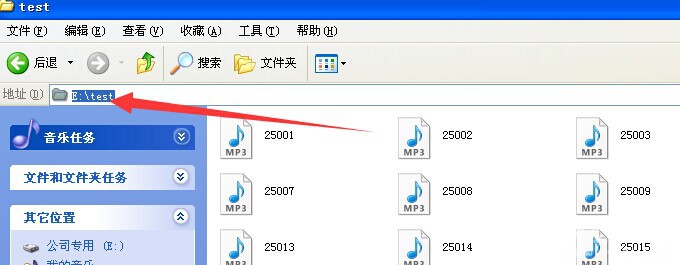 test
文件(F) 编辑(E) 查看(V) 收藏(A) 工具(T) 帮助(H)
后退 搜索 文件夹
地址(D) E:\test
音乐任务
文件和文件夹任务
其它位置
公司专用 (E:)
我的音乐
MP3 25001 MP3 25002 MP3 25003
MP3 25007 MP3 25008 MP3 25009
MP3 25013 MP3 25014 MP3 25015